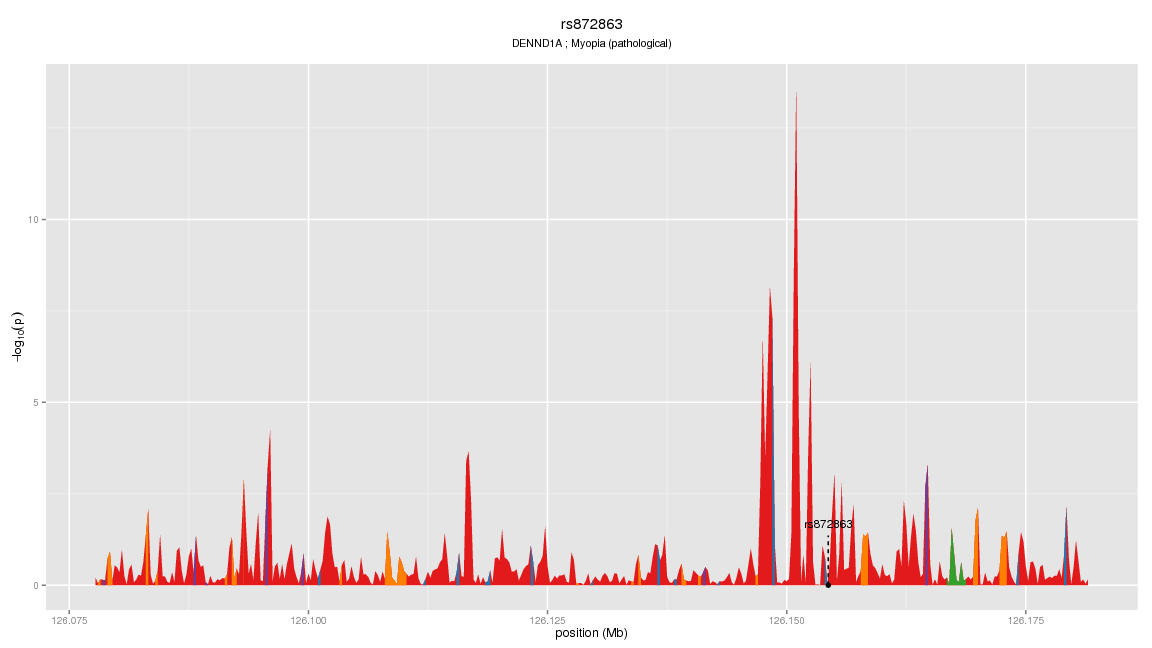 rs872863
DENND1A ; Myopia (pathological)
10
5
0
−log10(p)
rs872863
126.075
126.100
126.125
126.150
126.175
position (Mb)